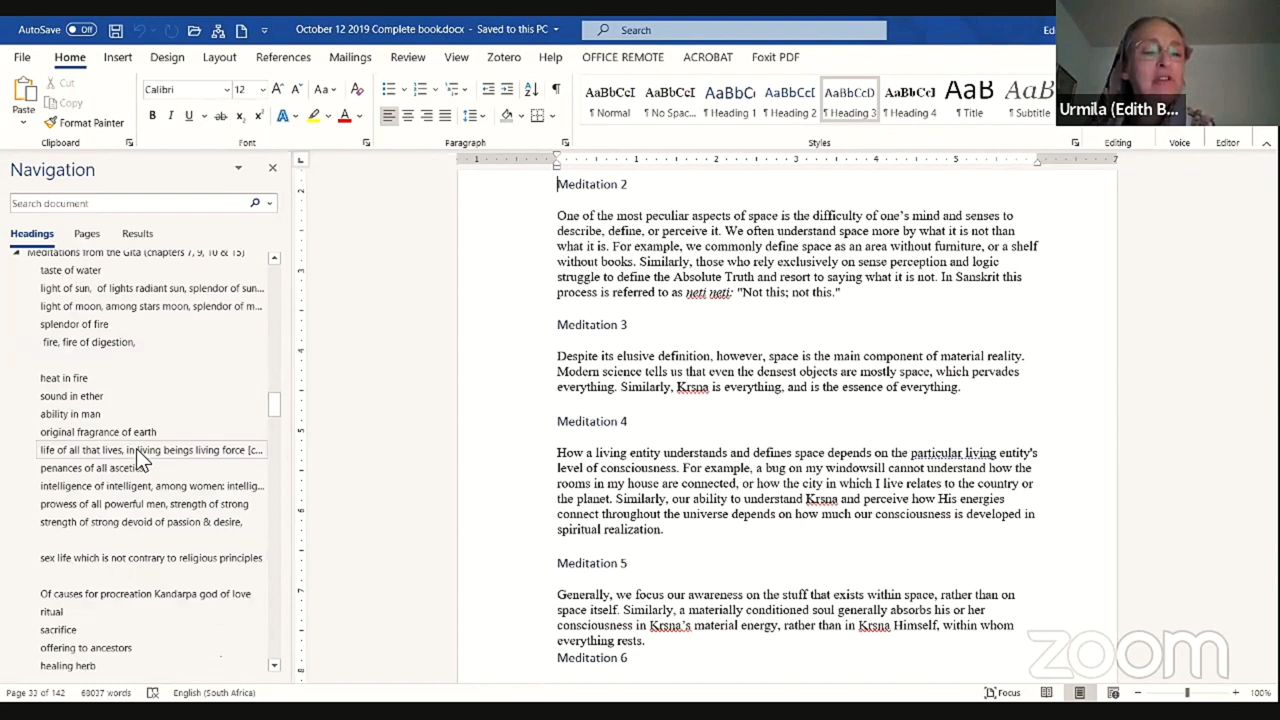 AutoSave Off October 12 2019 Complete book.docx - Saved to this PC Search
File Home Insert Design Layout References Mailings Review View Zotero Help OFFICE REMOTE ACROBAT Foxit PDF
Urmila (Edith B...
Paste Cut Copy Format Painter
Calibri 12
AaBbCcI AaBbCcI AaBbC AaBbCcI AaBbCcD AaBbCcI AaB AaB
¶ Normal ¶ No Spac... ¶ Heading 1 ¶ Heading 2 ¶ Heading 3 ¶ Heading 4 ¶ Title ¶ Subtitle
Clipboard Font Paragraph Styles Editing Voice Editor
Navigation
Search document
Headings Pages Results
Meditations from the Gita (chapters 7, 9, 10 & 15)
taste of water
light of sun, of lights radiant sun, splendor of sun...
light of moon, among stars moon, splendor of m...
splendor of fire
fire, fire of digestion,
heat in fire
sound in ether
ability in man
original fragrance of earth
life of all that lives, in living beings living force [c...
penances of all
intelligence of intelligent, among women: intellig...
prowess of all powerful men, strength of strong
strength of strong devoid of passion & desire,
sex life which is not contrary to religious principles
Of causes for procreation Kandarpa god of love
ritual
sacrifice
offering to ancestors
healing herb
Meditation 2
One of the most peculiar aspects of space is the difficulty of one's mind and senses to
describe, define, or perceive it. We often understand space more by what it is not than
what it is. For example, we commonly define space as an area without furniture, or a shelf
without books. Similarly, those who rely exclusively on sense perception and logic
struggle to define the Absolute Truth and resort to saying what it is not. In Sanskrit this
process is referred to as neti neti: "Not this; not this."
Meditation 3
Despite its elusive definition, however, space is the main component of material reality.
Modern science tells us that even the densest objects are mostly space, which pervades
everything. Similarly, Krsna is everything, and is the essence of everything.
Meditation 4
How a living entity understands and defines space depends on the particular living entity's
level of consciousness. For example, a bug on my windowsill cannot understand how the
rooms in my house are connected, or how the city in which I live relates to the country or
the planet. Similarly, our ability to understand Krsna and perceive how His energies
connect throughout the universe depends on how much our consciousness is developed in
spiritual realization.
Meditation 5
Generally, we focus our awareness on the stuff that exists within space, rather than on
space itself. Similarly, a materially conditioned soul generally absorbs his or her
consciousness in Krsna's material energy, rather than in Krsna Himself, within whom
everything rests.
Meditation 6
zoom
Page 33 of 142 68037 words English (South Africa) Focus 100%